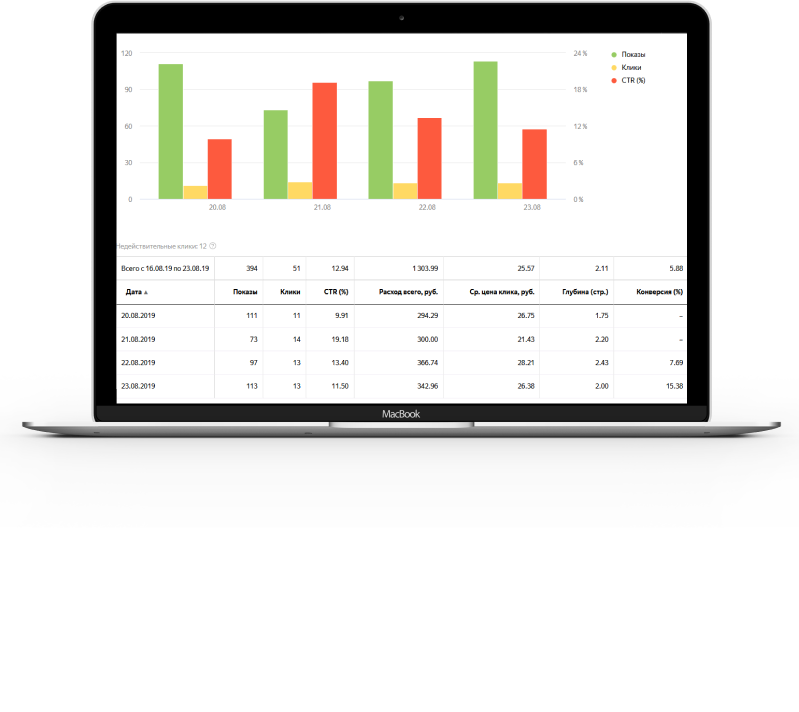 120
90
60
30
0
24 %
18 %
12 %
6 %
0 %
20.08
21.08
22.08
23.08
Показы
Клики
CTR (%)
Недействительные клики: 12 ?
Всего с 16.08.19 по 23.08.19 394 51 12.94 1 303.99 25.57 2.11 5.88
Дата ▲ Показы Клики CTR (%) Расход всего, руб. Ср. цена клика, руб. Глубина (стр.) Конверсия (%)
20.08.2019 111 11 9.91 294.29 26.75 1.75 –
21.08.2019 73 14 19.18 300.00 21.43 2.20 –
22.08.2019 97 13 13.40 366.74 28.21 2.43 7.69
23.08.2019 113 13 11.50 342.96 26.38 2.00 15.38
MacBook